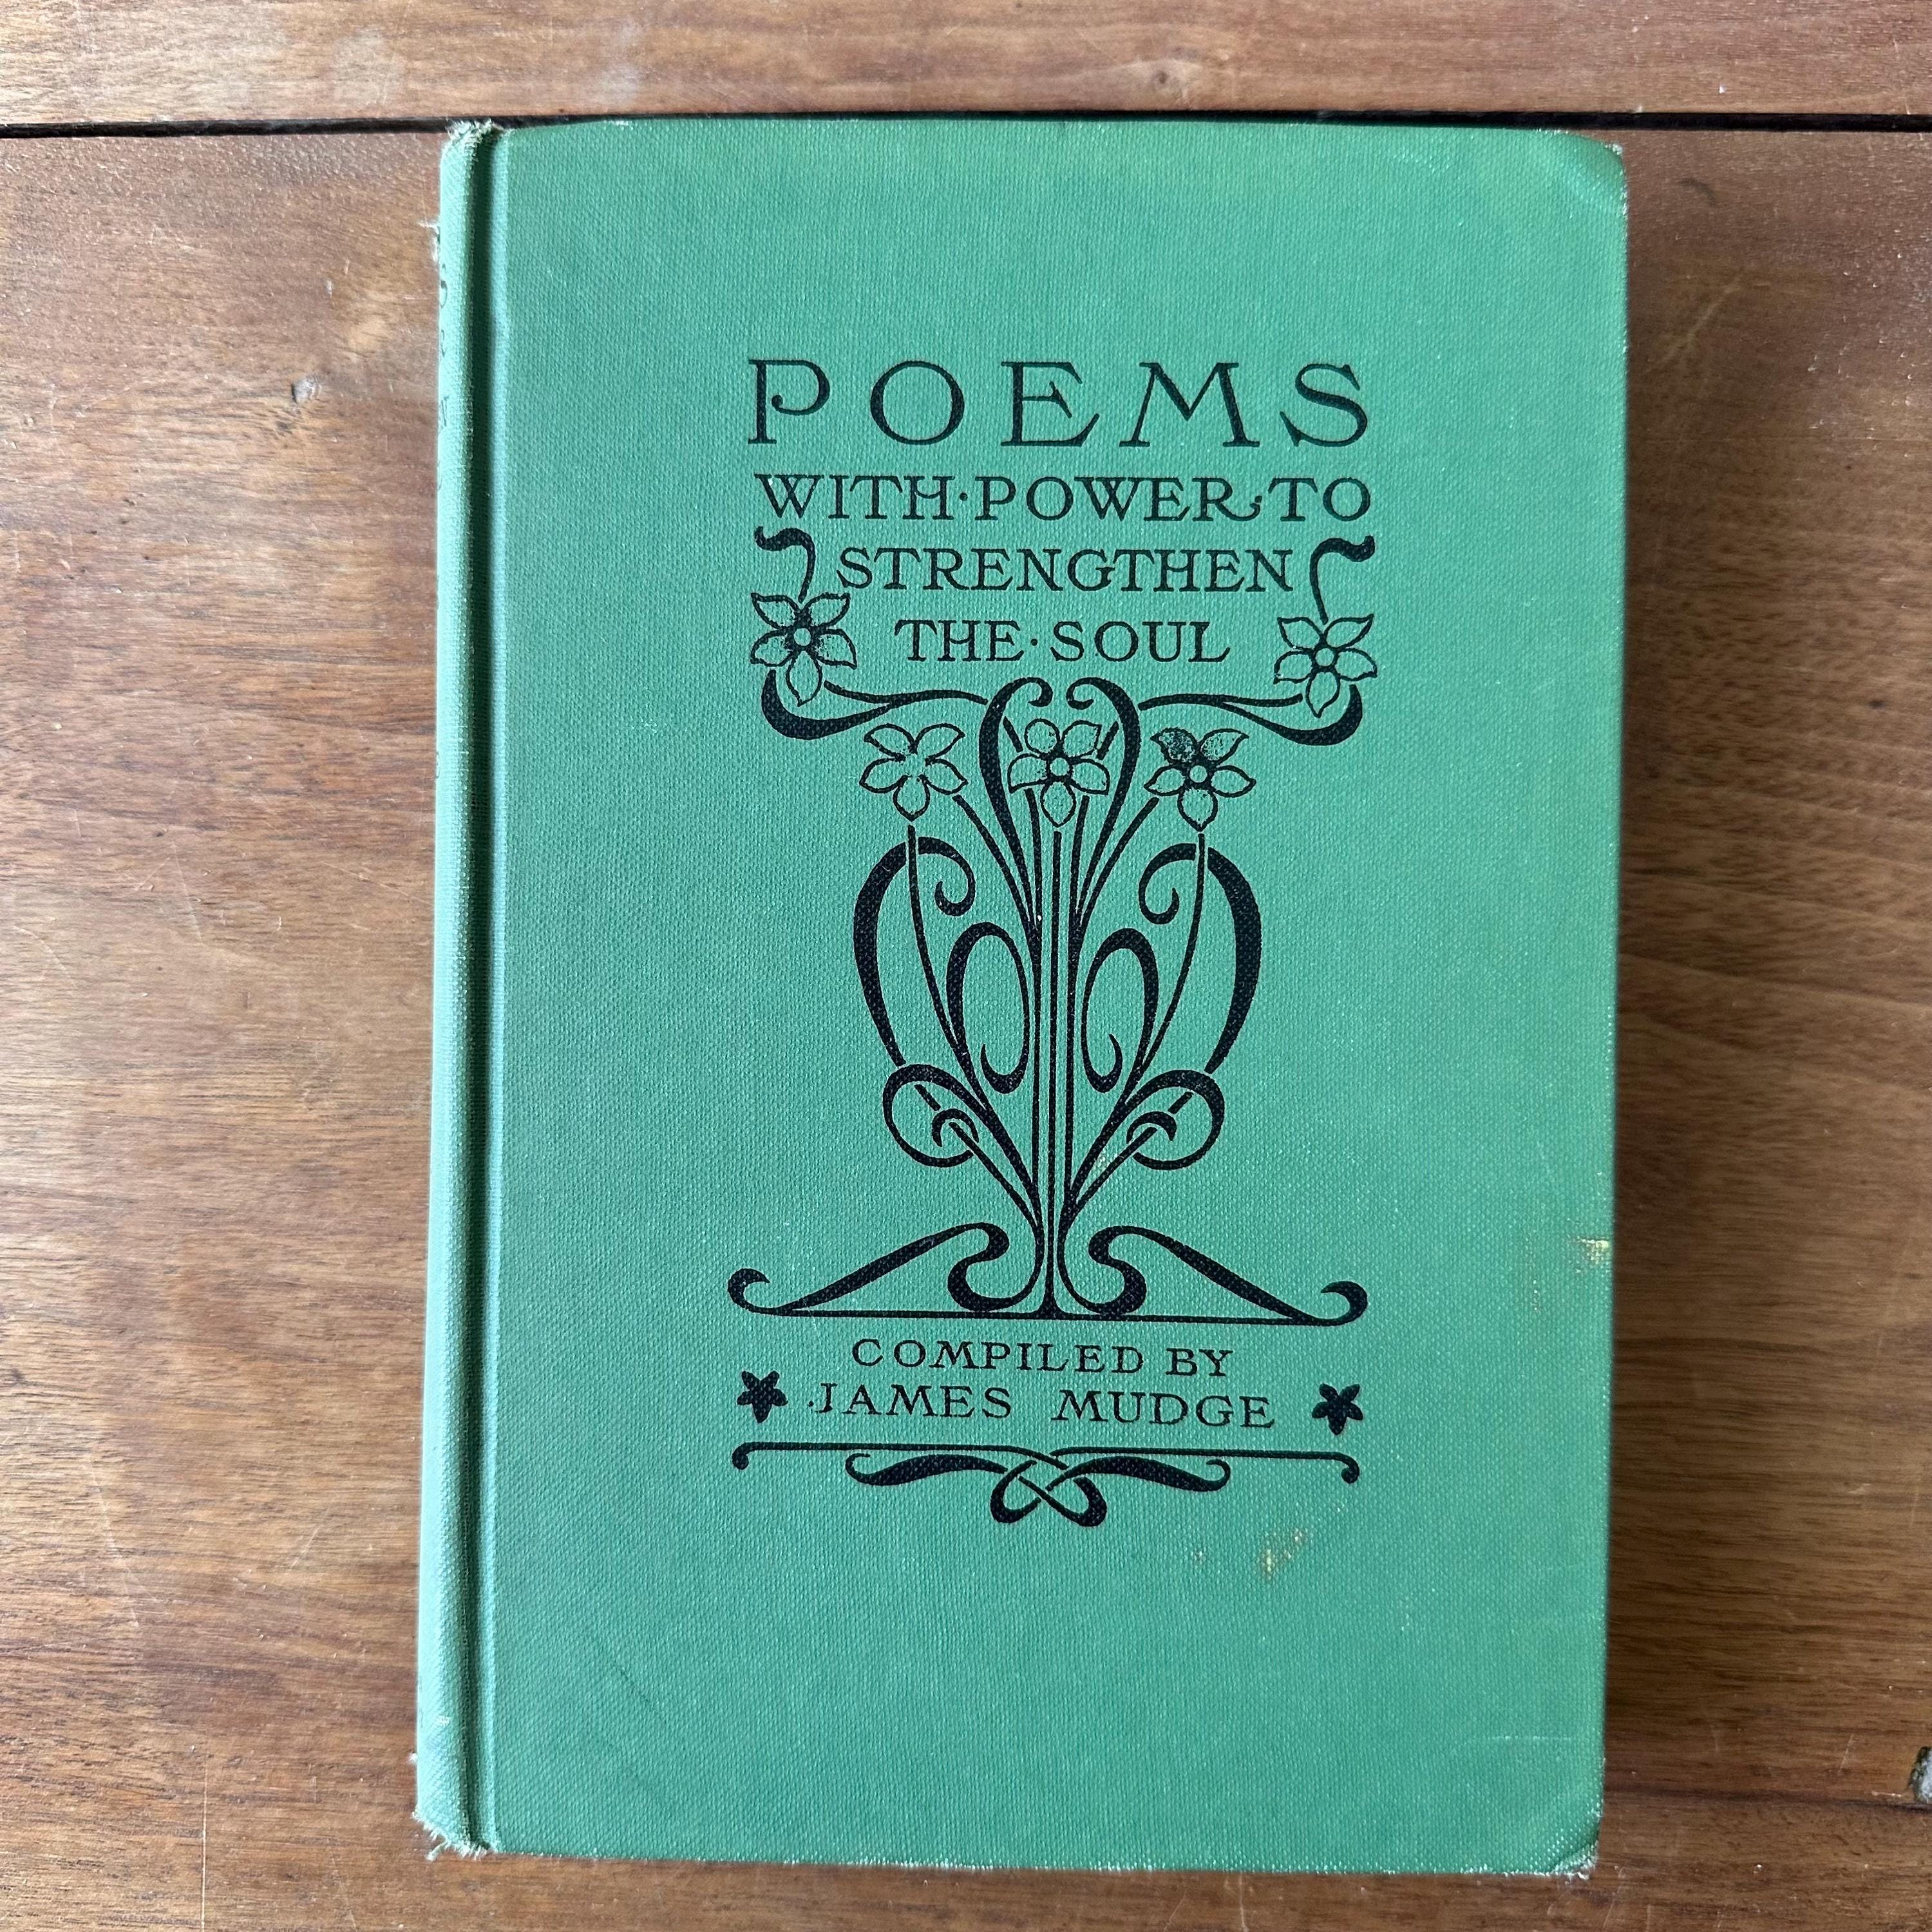 POEMS
WITH·POWER·TO
STRENGTHEN
THE·SOUL
COMPILED BY
JAMES MUDGE